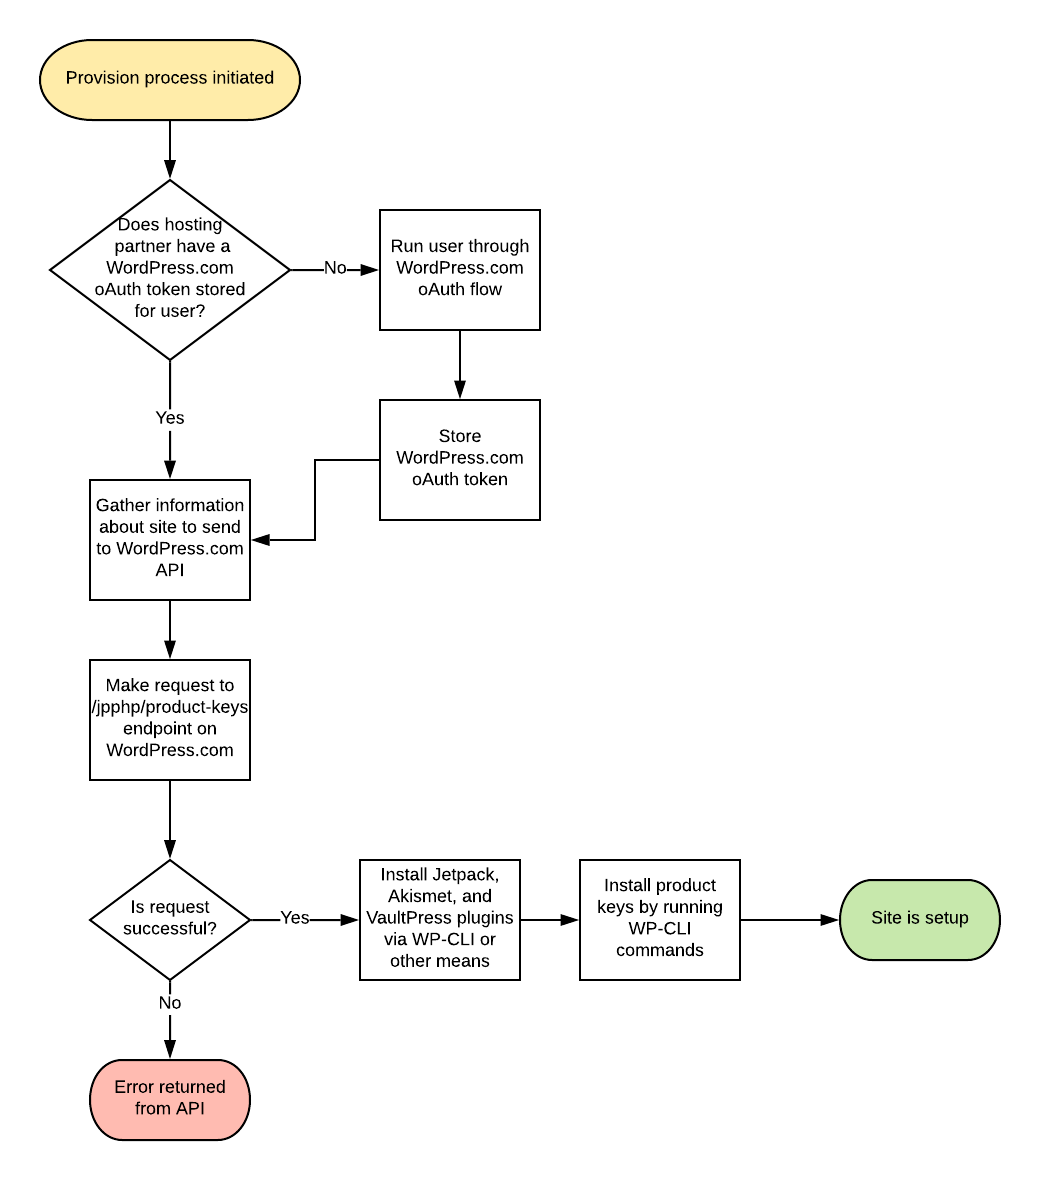 Provision process initiated
Does hosting
partner have a
WordPress.com
oAuth token stored
for user?
No
Run user through
WordPress.com
oAuth flow
Yes
Store
WordPress.com
oAuth token
Gather information
about site to send
to WordPress.com
API
Make request to
/jpphp/product-keys
endpoint on
WordPress.com
Is request
successful?
Yes
Install Jetpack,
Akismet, and
VaultPress plugins
via WP-CLI or
other means
Install product
keys by running
WP-CLI
commands
Site is setup
No
Error returned
from API